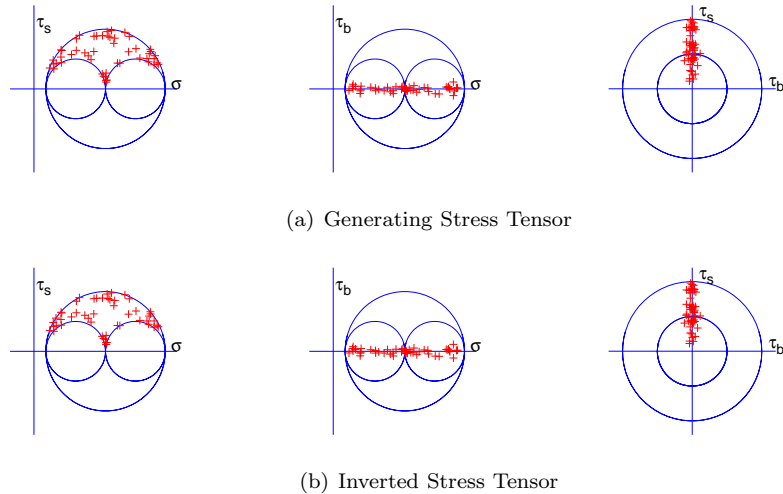 τs
σ
τb
τs
τb
(a) Generating Stress Tensor
τs
σ
τb
σ
τs
τb
(b) Inverted Stress Tensor